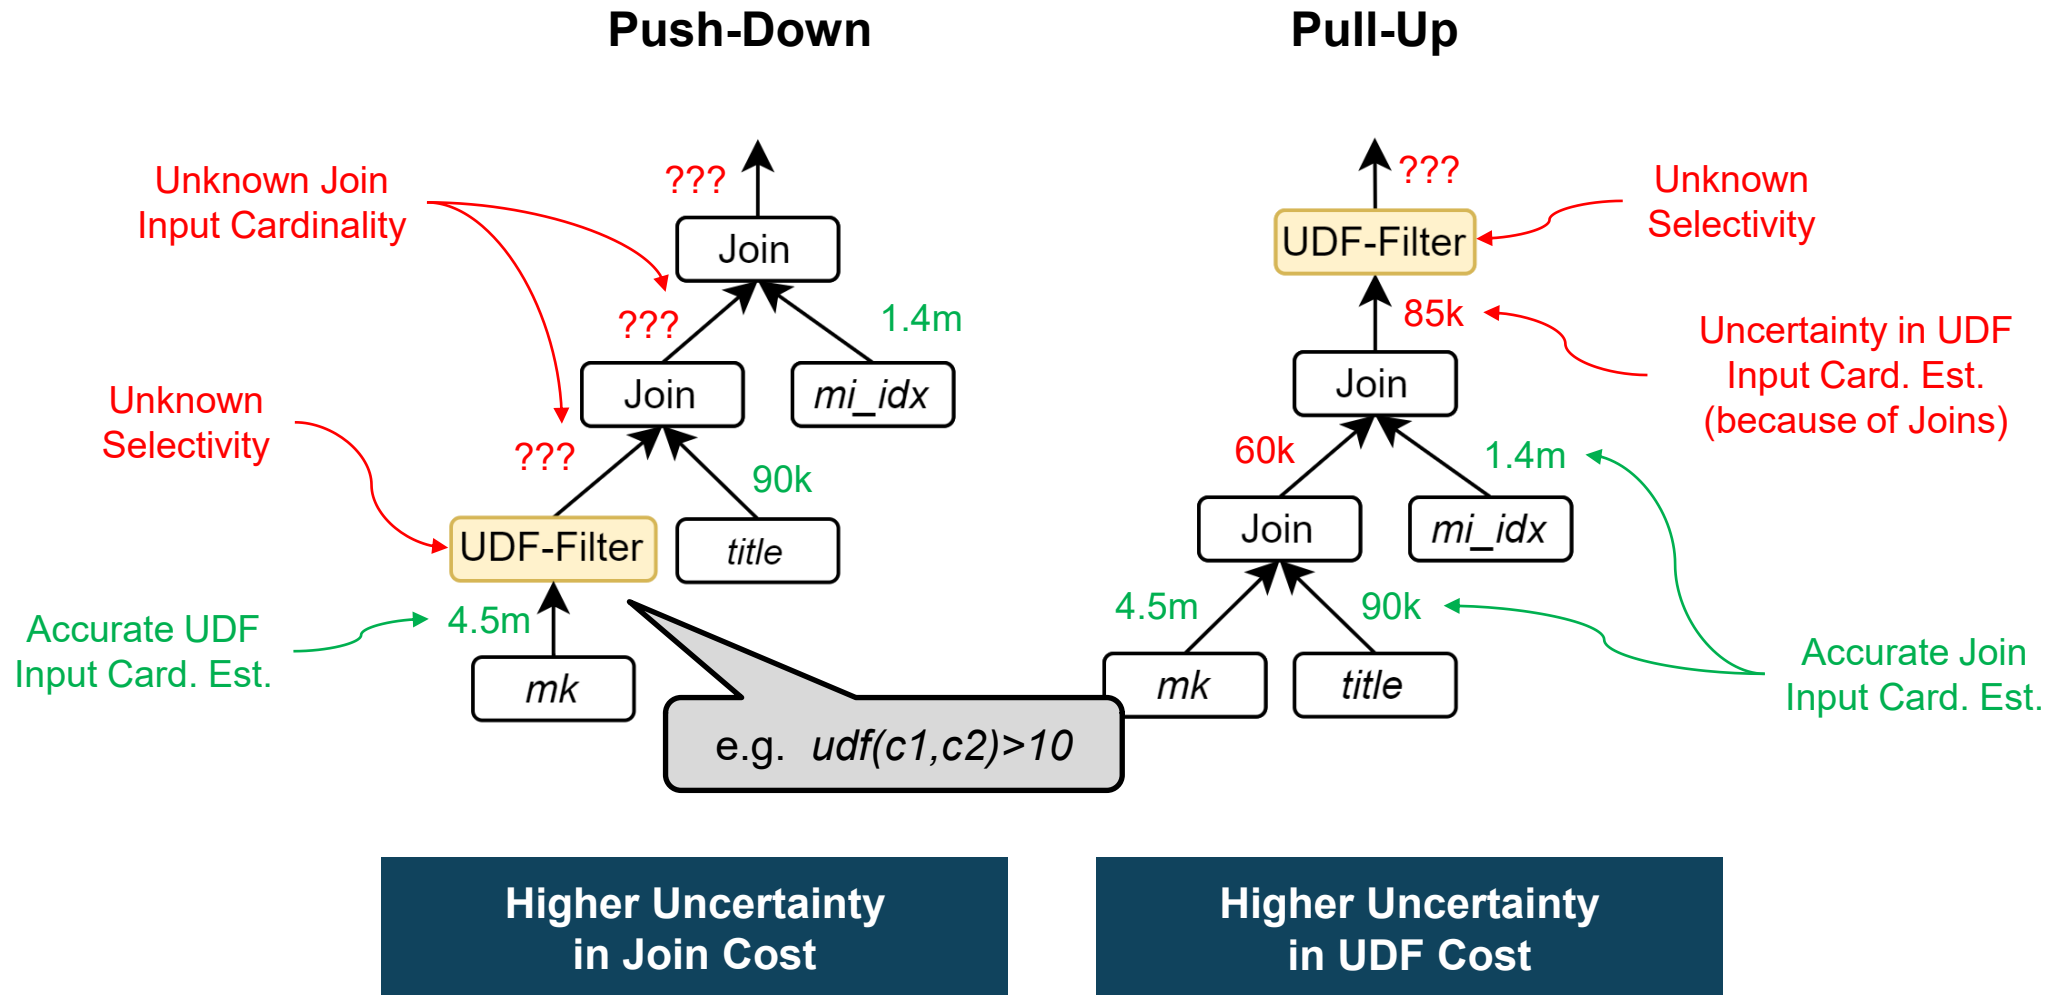 Push-Down
Pull-Up
Unknown Join
Input Cardinality
???
Join
???
1.4m
Join
mi_idx
Unknown
Selectivity
???
90k
UDF-Filter
title
Accurate UDF
Input Card. Est.
4.5m
mk
e.g. udf(c1,c2)>10
???
Unknown
Selectivity
UDF-Filter
85k
Uncertainty in UDF
Input Card. Est.
(because of Joins)
Join
60k
1.4m
Join
mi_idx
4.5m
90k
mk
title
Accurate Join
Input Card. Est.
Higher Uncertainty
in Join Cost
Higher Uncertainty
in UDF Cost